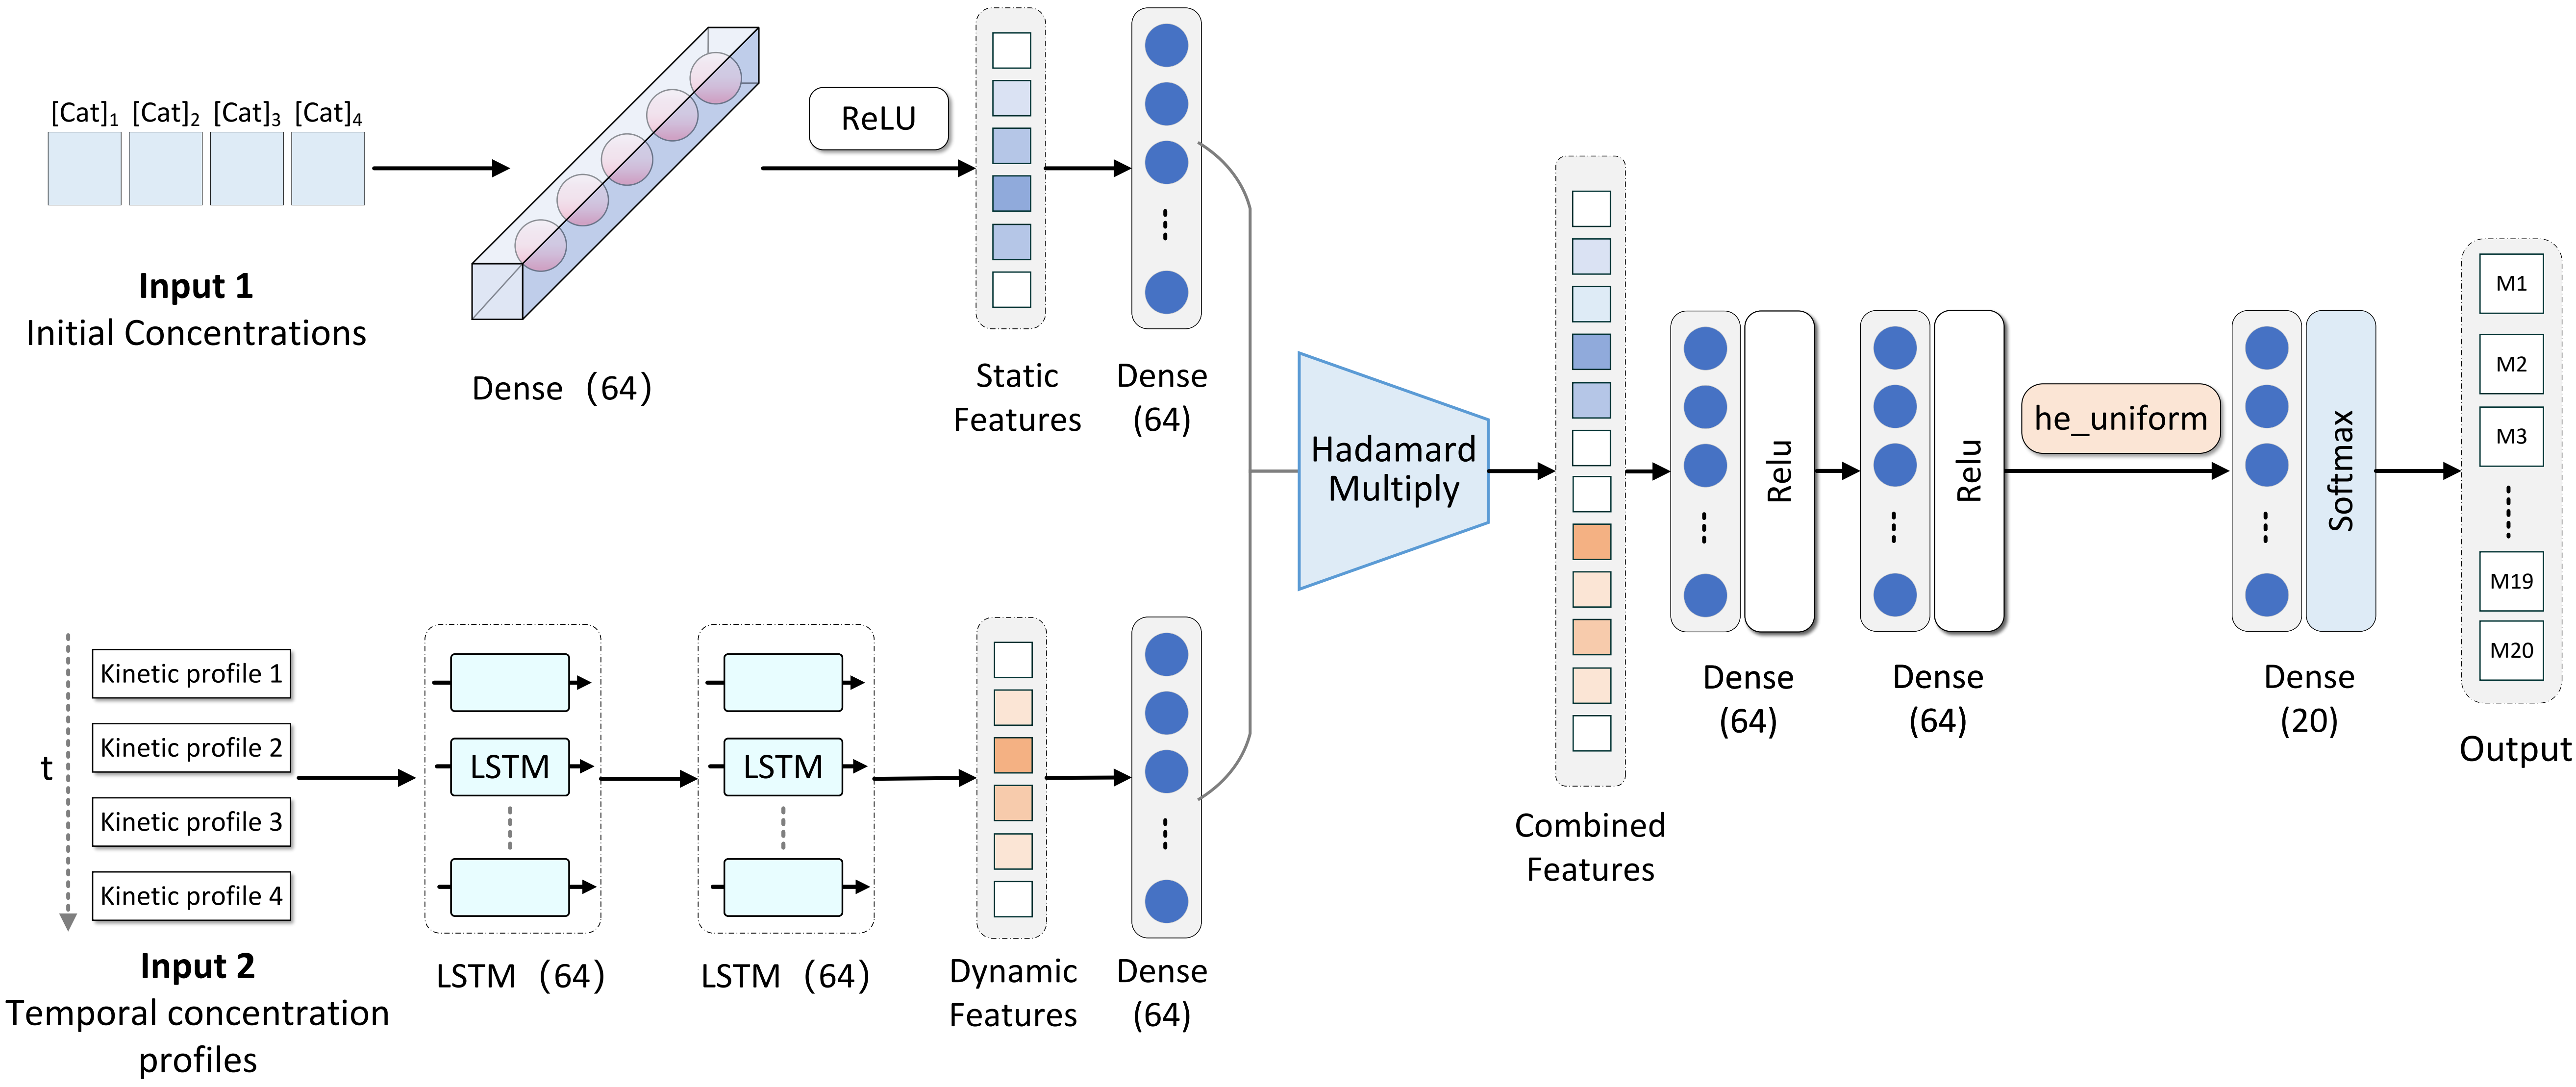 [Cat]₁ [Cat]₂ [Cat]₃ [Cat]₄
Input 1
Initial Concentrations
Dense (64)
ReLU
Static
Features
Dense
(64)
t
Kinetic profile 1
Kinetic profile 2
Kinetic profile 3
Kinetic profile 4
Input 2
Temporal concentration
profiles
LSTM
LSTM (64)
LSTM
LSTM (64)
Dynamic
Features
Dense
(64)
Hadamard
Multiply
Combined
Features
Relu
Dense
(64)
Relu
Dense
(64)
he_uniform
Softmax
Dense
(20)
M1
M2
M3
M19
M20
Output